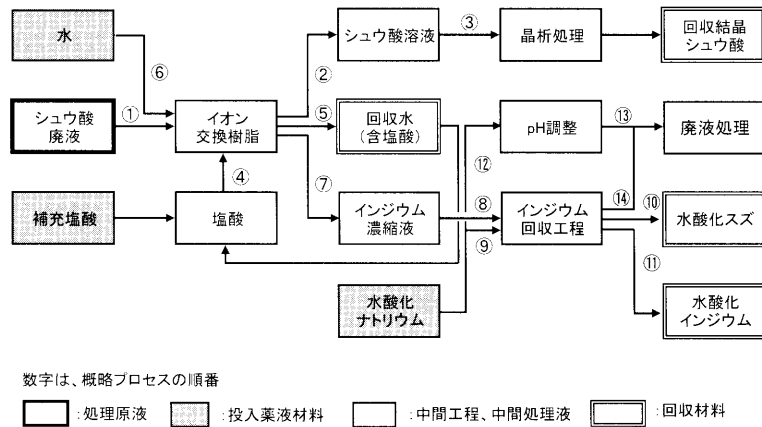 水
⑥
シュウ酸
廃液
①
イオン
交換樹脂
②
シュウ酸溶液
③
晶析処理
回収結晶
シュウ酸
⑤
回収水
(含塩酸)
pH調整
⑬
廃液処理
④
⑦
⑫
補充塩酸
塩酸
インジウム
濃縮液
⑧
⑨
インジウム
回収工程
⑭
⑩
水酸化スズ
⑪
水酸化
ナトリウム
水酸化
インジウム
数字は、概略プロセスの順番
:処理原液
:投入薬液材料
:中間工程、中間処理液
:回収材料